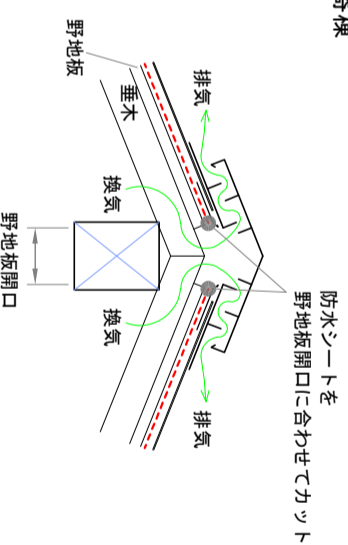 寄棟
防水シートを
野地板開口に合わせてカット
排気
排気
野地板
垂木
換気
換気
野地板開口